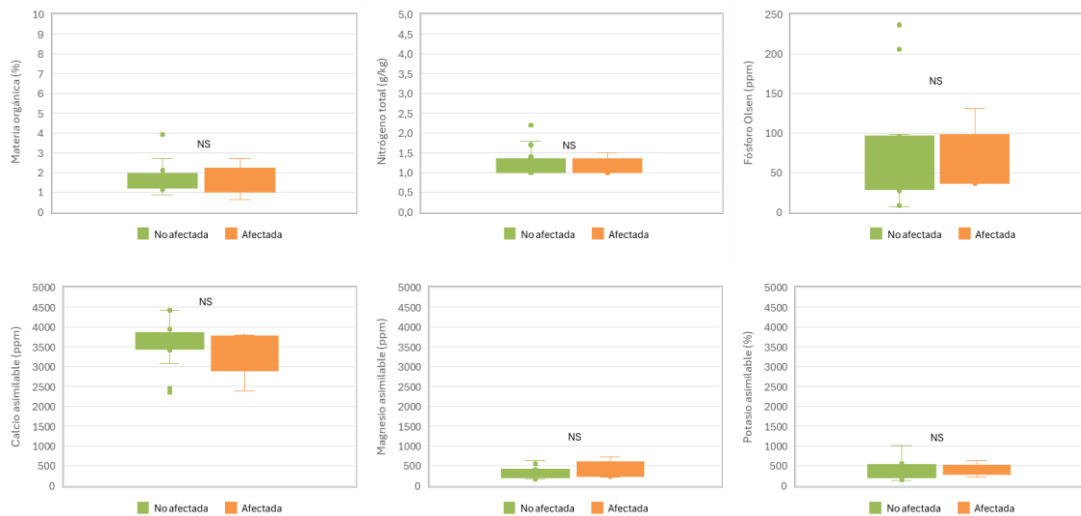 Materia orgánica (%)
10
9
8
7
6
5
4
3
2
1
0
NS
No afectada
Afectada
Nitrógeno total (g/kg)
5,0
4,5
4,0
3,5
3,0
2,5
2,0
1,5
1,0
0,5
0,0
NS
No afectada
Afectada
Fósforo Olsen (ppm)
250
200
150
100
50
0
NS
No afectada
Afectada
Calcio asimilable (ppm)
5000
4500
4000
3500
3000
2500
2000
1500
1000
500
0
NS
No afectada
Afectada
Magnesio asimilable (ppm)
5000
4500
4000
3500
3000
2500
2000
1500
1000
500
0
NS
No afectada
Afectada
Potasio asimilable (%)
5000
4500
4000
3500
3000
2500
2000
1500
1000
500
0
NS
No afectada
Afectada